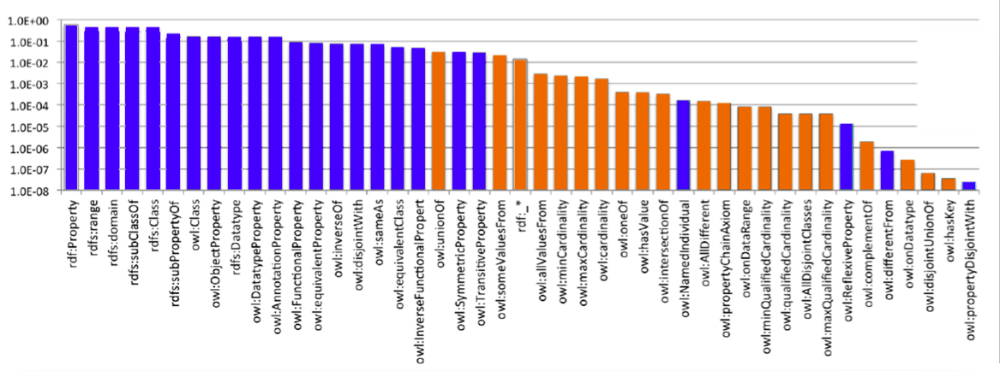 1.0E+00
1.0E-01
1.0E-02
1.0E-03
1.0E-04
1.0E-05
1.0E-06
1.0E-07
1.0E-08
rdf:Property
rdfs:range
rdfs:domain
rdfs:subClassOf
rdfs:Class
rdfs:subPropertyOf
owl:Class
owl:ObjectProperty
rdfs:Datatype
owl:DatatypeProperty
owl:AnnotationProperty
owl:FunctionalProperty
owl:equivalentProperty
owl:inverseOf
owl:disjointWith
owl:sameAs
owl:equivalentClass
owl:InverseFunctionalPropert
owl:unionOf
owl:SymmetricProperty
owl:TransitiveProperty
owl:someValuesFrom
rdf:_*
owl:allValuesFrom
owl:minCardinality
owl:maxCardinality
owl:cardinality
owl:oneOf
owl:hasValue
owl:intersectionOf
owl:NamedIndividual
owl:AllDifferent
owl:propertyChainAxiom
owl:onDataRange
owl:minQualifiedCardinality
owl:qualifiedCardinality
owl:AllDisjointClasses
owl:maxQualifiedCardinality
owl:ReflexiveProperty
owl:complementOf
owl:differentFrom
owl:onDatatype
owl:disjointUnionOf
owl:hasKey
owl:propertyDisjointWith